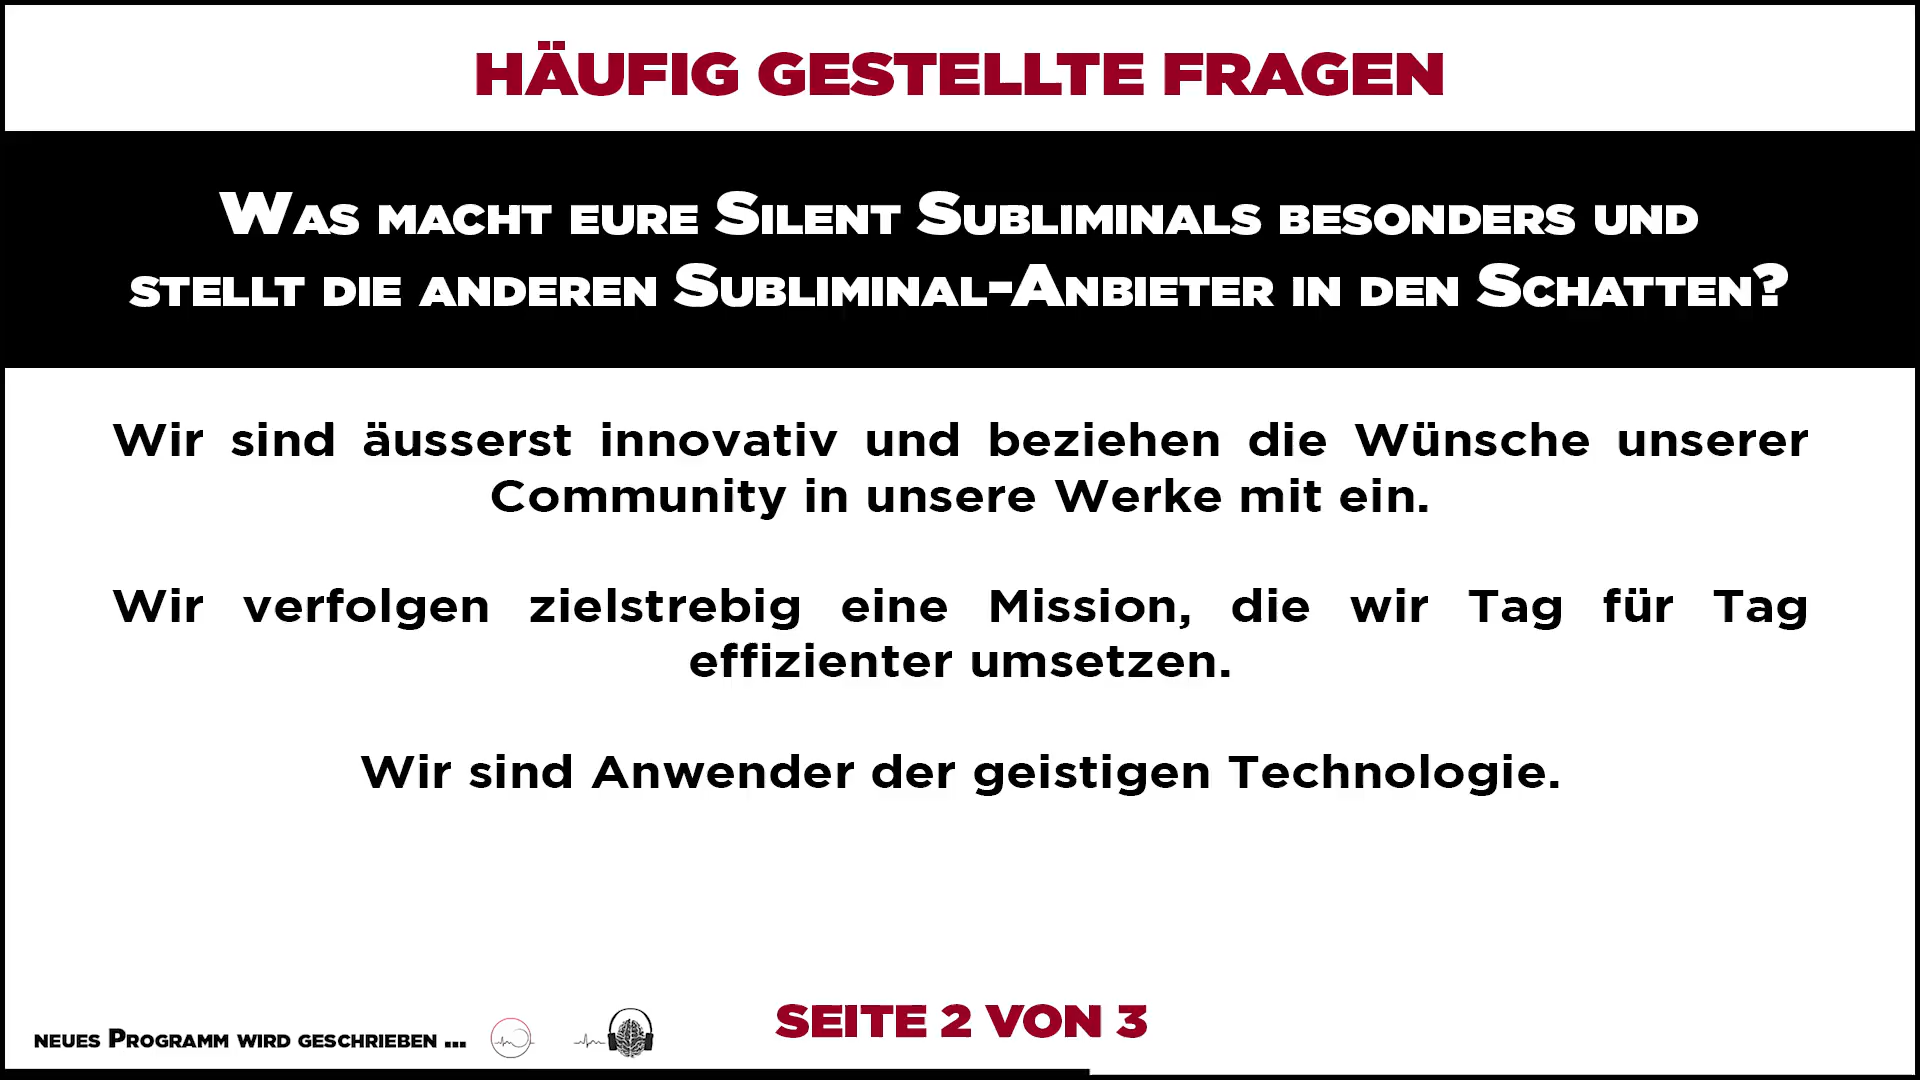 HÄUFIG GESTELLTE FRAGEN
Was macht eure Silent Subliminals besonders und
stellt die anderen Subliminal-Anbieter in den Schatten?
Wir sind äusserst innovativ und beziehen die Wünsche unserer
Community in unsere Werke mit ein.
Wir verfolgen zielstrebig eine Mission, die wir Tag für Tag
effizienter umsetzen.
Wir sind Anwender der geistigen Technologie.
neues Programm wird geschrieben ...
SEITE 2 VON 3